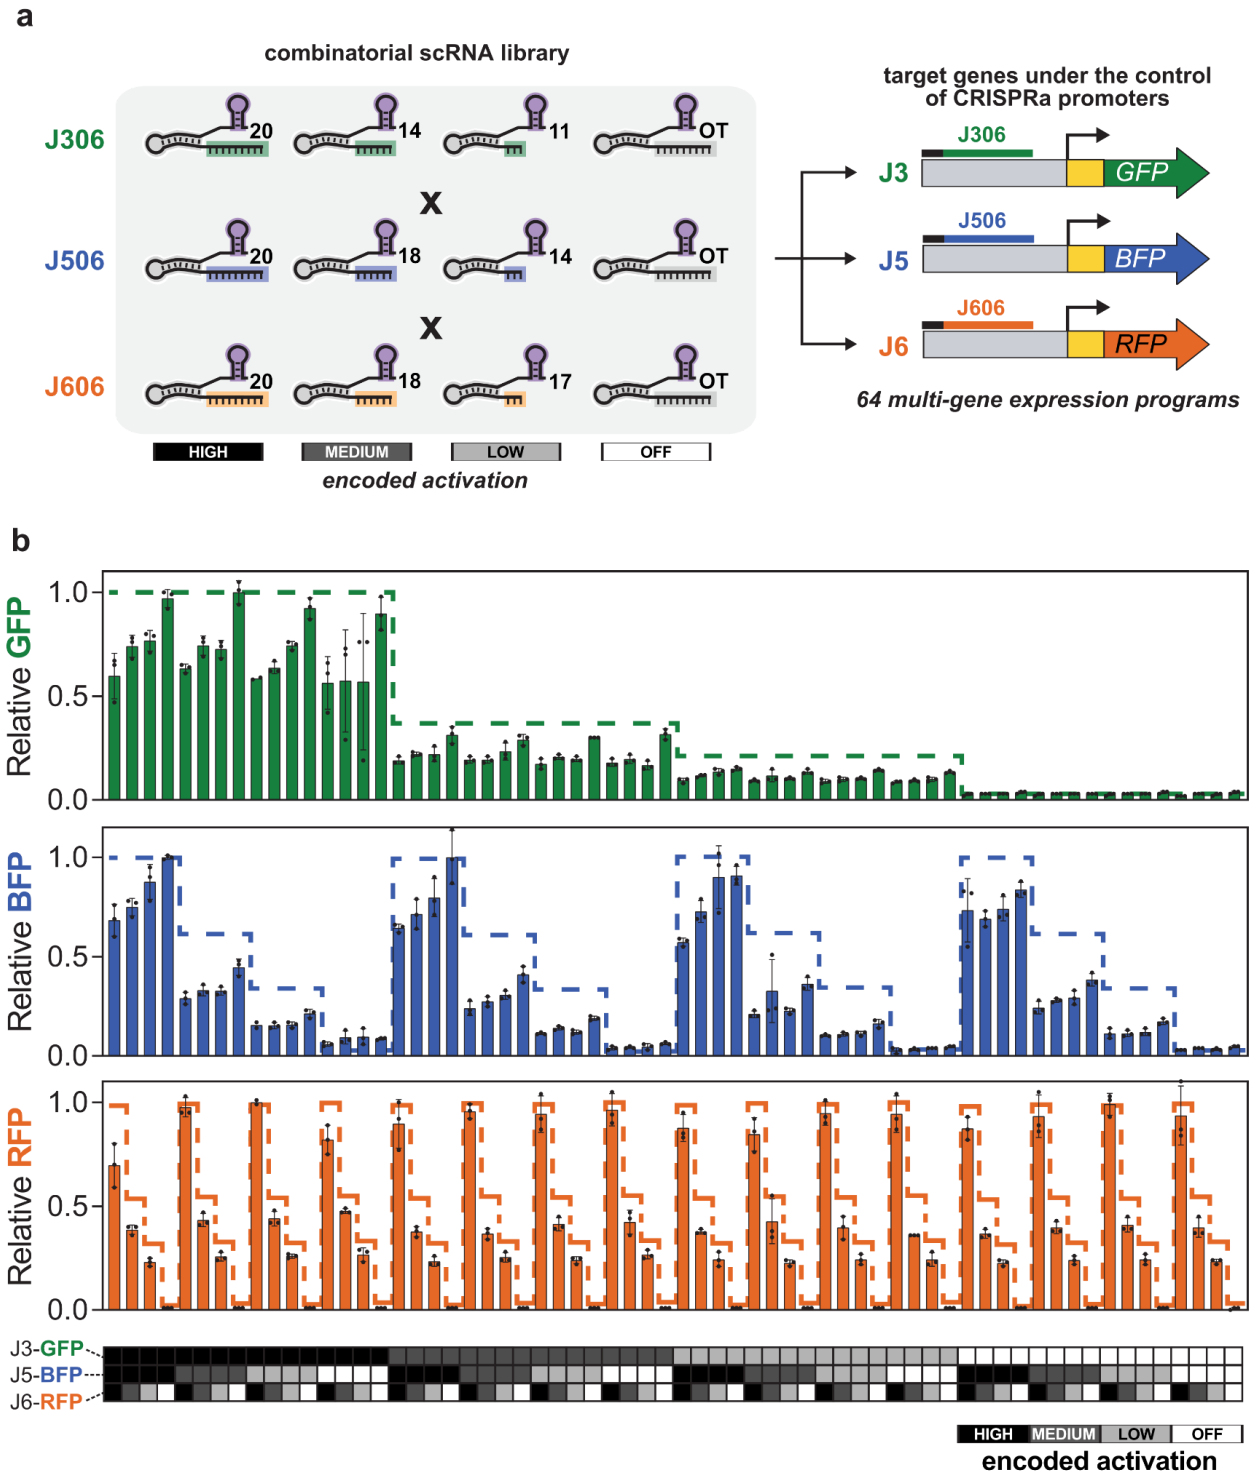 a
combinatorial scRNA library
target genes under the control
of CRISPRa promoters
J306
20
14
11
OT
J306
J3
GFP
X
J506
20
18
14
OT
J506
J5
BFP
X
J606
20
18
17
OT
J606
J6
RFP
64 multi-gene expression programs
HIGH
MEDIUM
LOW
OFF
encoded activation
b
Relative GFP
1.0
0.5
0.0
Relative BFP
1.0
0.5
0.0
Relative RFP
1.0
0.5
0.0
J3-GFP
J5-BFP
J6-RFP
HIGH
MEDIUM
LOW
OFF
encoded activation